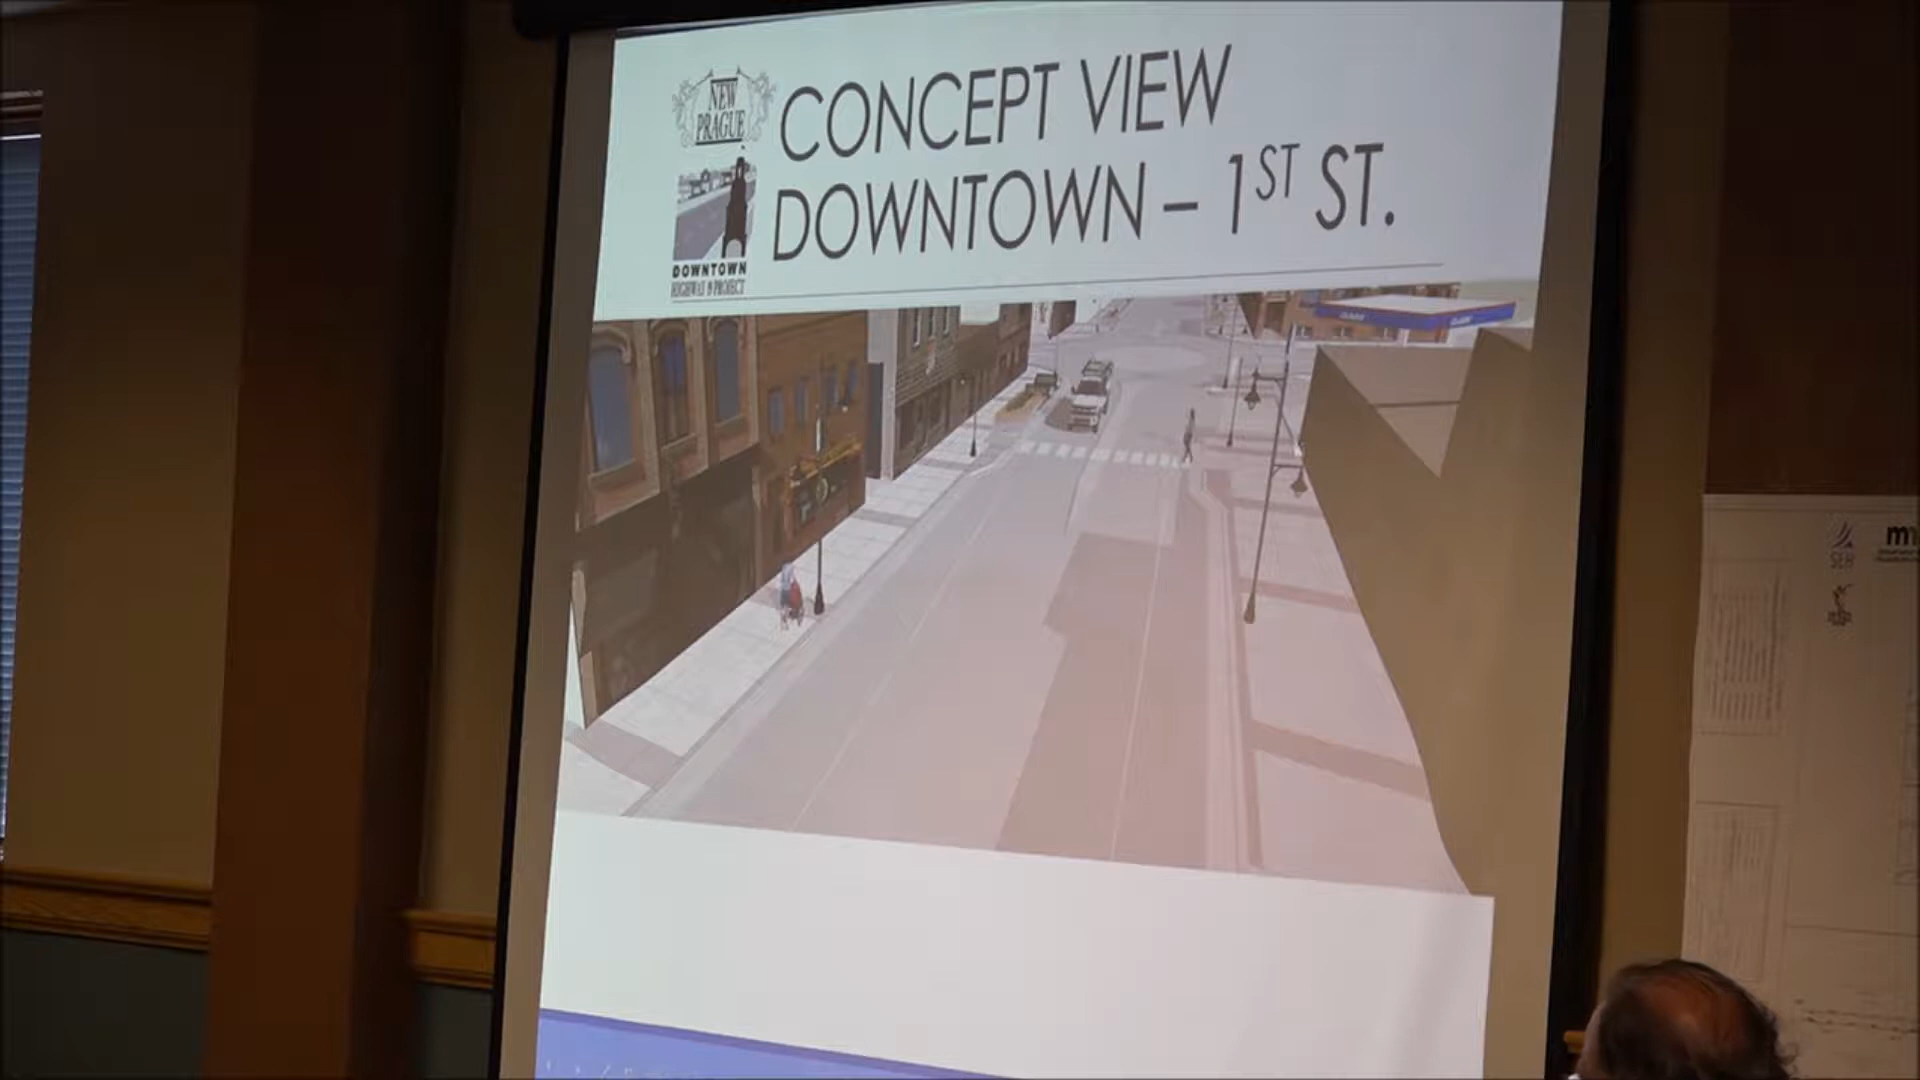 NEW
PRAGUE
CONCEPT VIEW
DOWNTOWN – 1ST ST.
DOWNTOWN
HIGHWAY 19 PROJECT